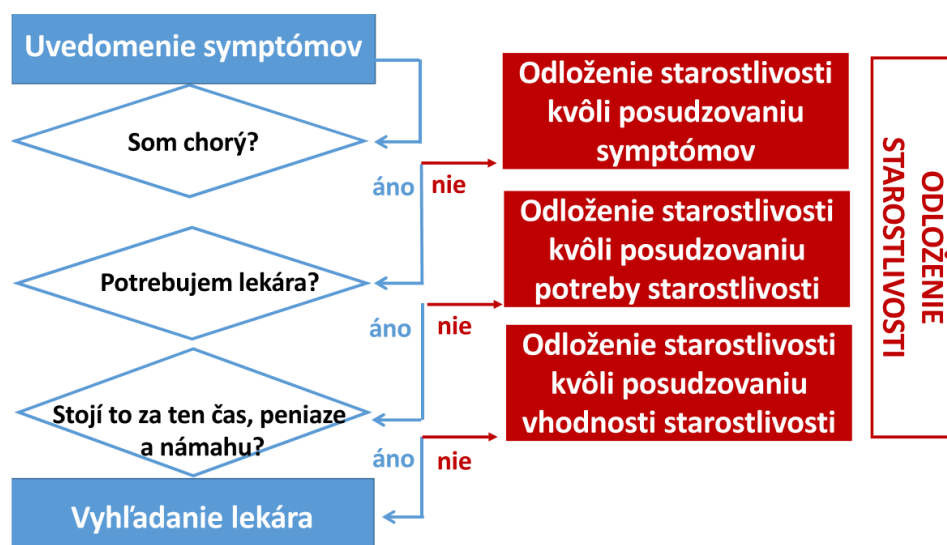 Uvedomenie symptómov
Som chorý?
áno
nie
Odloženie starostlivosti
kvôli posudzovaniu
symptómov
Potrebujem lekára?
áno
nie
Odloženie starostlivosti
kvôli posudzovaniu
potreby starostlivosti
Stojí to za ten čas, peniaze
a námahu?
áno
nie
Odloženie starostlivosti
kvôli posudzovaniu
vhodnosti starostlivosti
Vyhľadanie lekára
ODLOŽENIE
STAROSTLIVOSTI